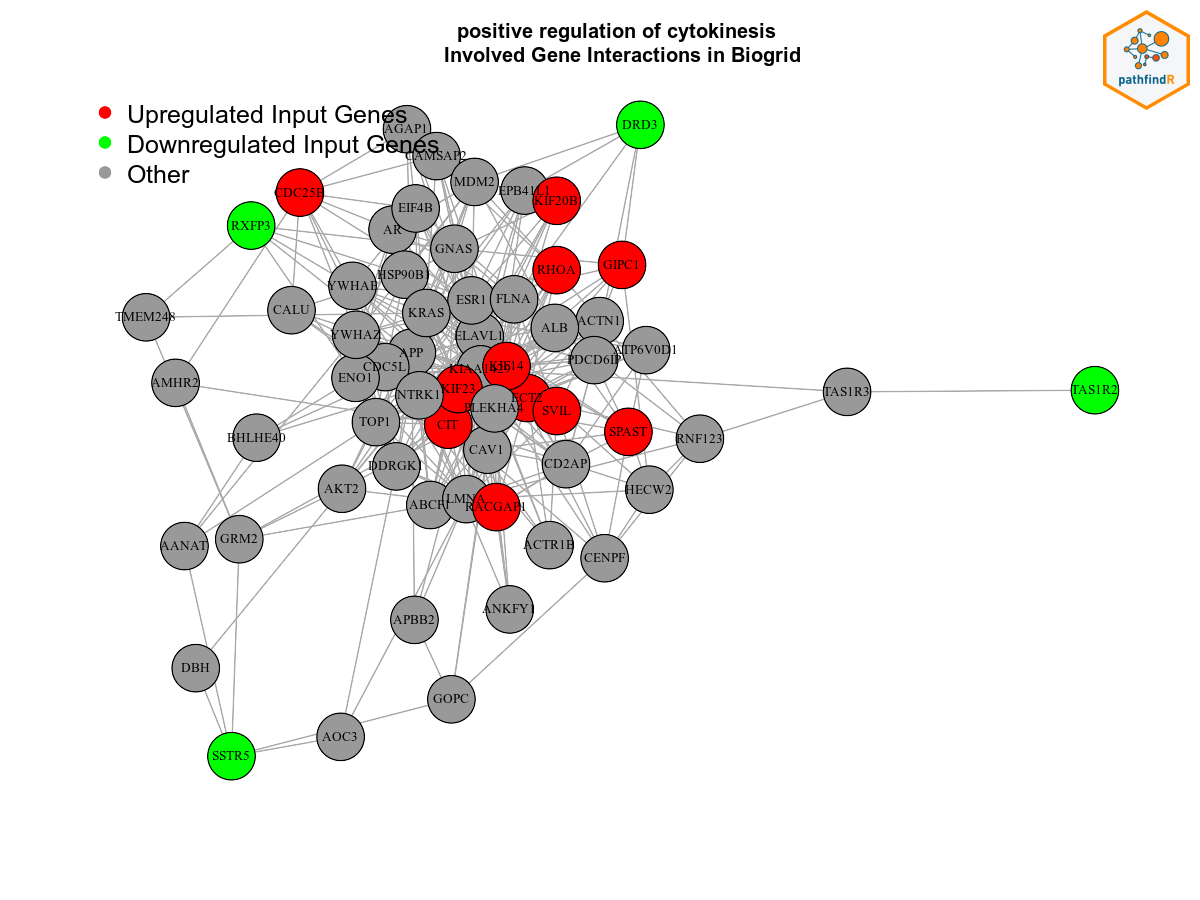 positive regulation of cytokinesis
Involved Gene Interactions in Biogrid
pathfindR
Upregulated Input Genes
Downregulated Input Genes
Other
AGAP1
DRD3
CAMSAP2
MDM2
EPB41L1
CDC25B
KIF20B
EIF4B
RXFP3
AR
GNAS
GIPC1
RHOA
HSP90B1
YWHAE
ESR1
FLNA
CALU
KRAS
TMEM248
ACTN1
ALB
YWHAZ
ELAVL1
ATP6V0D1
APP
PDCD6IP
KIF14
CDC5L
KIAA1429
ENO1
AMHR2
KIF23
TAS1R3
TAS1R2
NTRK1
ECT2
PLEKHA4
SVIL
TOP1
CIT
SPAST
BHLHE40
RNF123
CAV1
DDRGK1
CD2AP
AKT2
HECW2
LMNA
ABCF1
RACGAP1
GRM2
AANAT
ACTR1B
CENPF
ANKFY1
APBB2
DBH
GOPC
AOC3
SSTR5